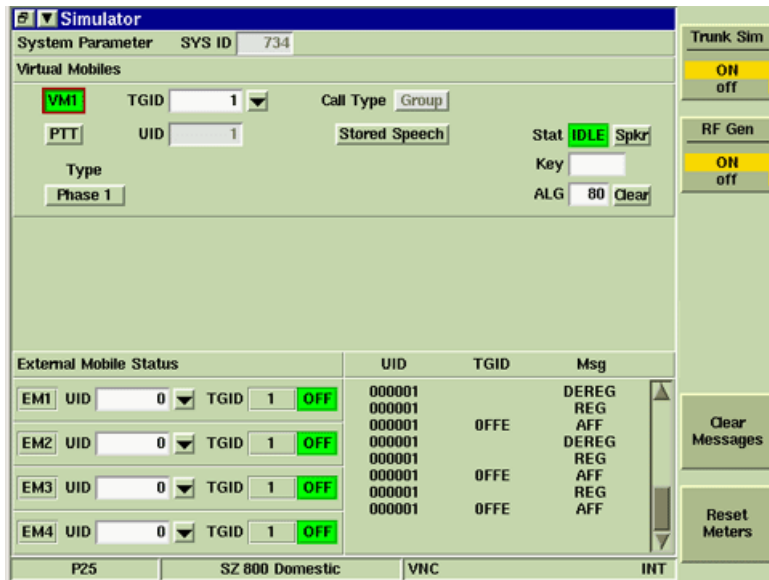 Simulator
System Parameter SYS ID 734
Virtual Mobiles
VM1 TGID 1 Call Type Group
PTT UID 1 Stored Speech Stat IDLE Spkr
Type Key
Phase 1 ALG 80 Clear
External Mobile Status UID TGID Msg
EM1 UID 0 TGID 1 OFF
EM2 UID 0 TGID 1 OFF
EM3 UID 0 TGID 1 OFF
EM4 UID 0 TGID 1 OFF
000001 DEREG
000001 REG
000001 0FFE AFF
000001 DEREG
000001 REG
000001 0FFE AFF
000001 REG
000001 0FFE AFF
P25 SZ 800 Domestic VNC INT
Trunk Sim
ON
off
RF Gen
ON
off
Clear
Messages
Reset
Meters